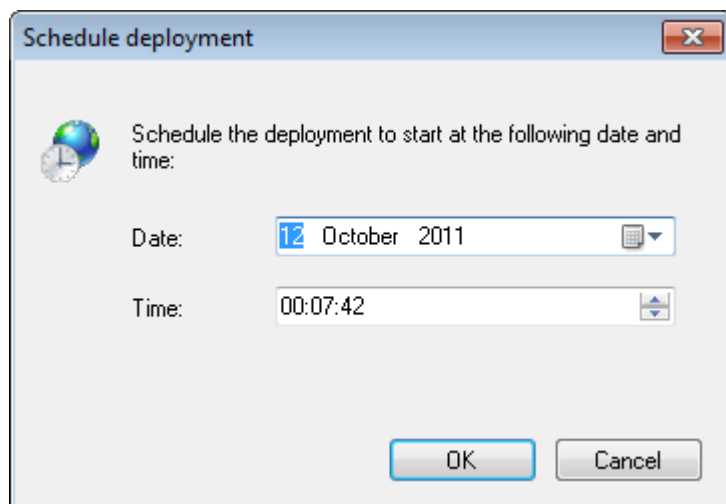 Schedule deployment
Schedule the deployment to start at the following date and
time:
Date: 12 October 2011
Time: 00:07:42
OK Cancel